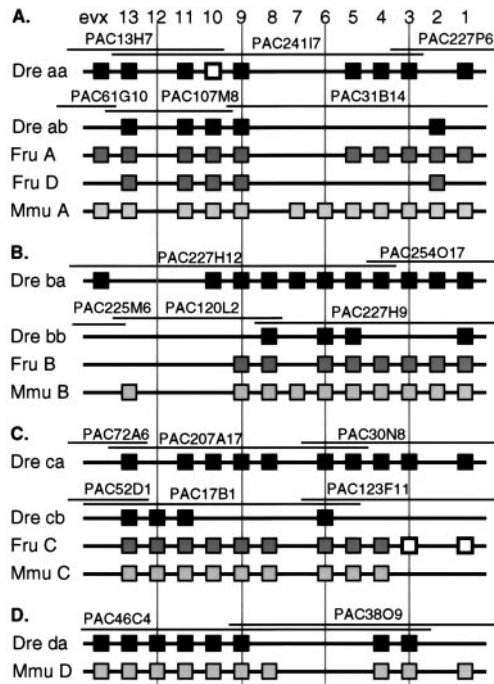 evx 13 12 11 10 9 8 7 6 5 4 3 2 1
A.
PAC13H7 PAC241I7 PAC227P6
Dre aa
PAC61G10 PAC107M8 PAC31B14
Dre ab
Fru A
Fru D
Mmu A
B.
PAC227H12 PAC254O17
Dre ba
PAC225M6 PAC120L2 PAC227H9
Dre bb
Fru B
Mmu B
C.
PAC72A6 PAC207A17 PAC30N8
Dre ca
PAC52D1 PAC17B1 PAC123F11
Dre cb
Fru C
Mmu C
D.
PAC46C4 PAC38O9
Dre da
Mmu D